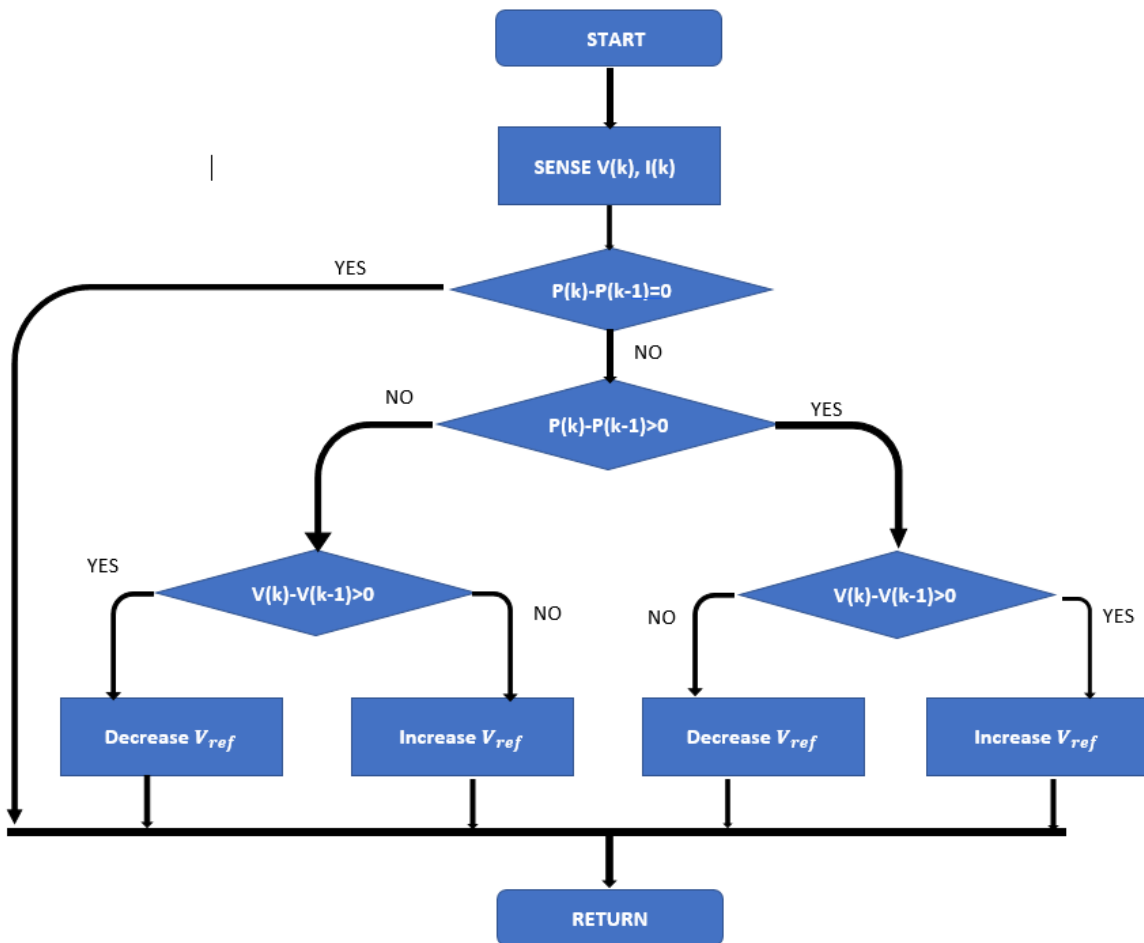 START
SENSE V(k), I(k)
YES
P(k)-P(k-1)=0
NO
NO
P(k)-P(k-1)>0
YES
YES
V(k)-V(k-1)>0
NO
NO
V(k)-V(k-1)>0
YES
Decrease V_ref
Increase V_ref
Decrease V_ref
Increase V_ref
RETURN